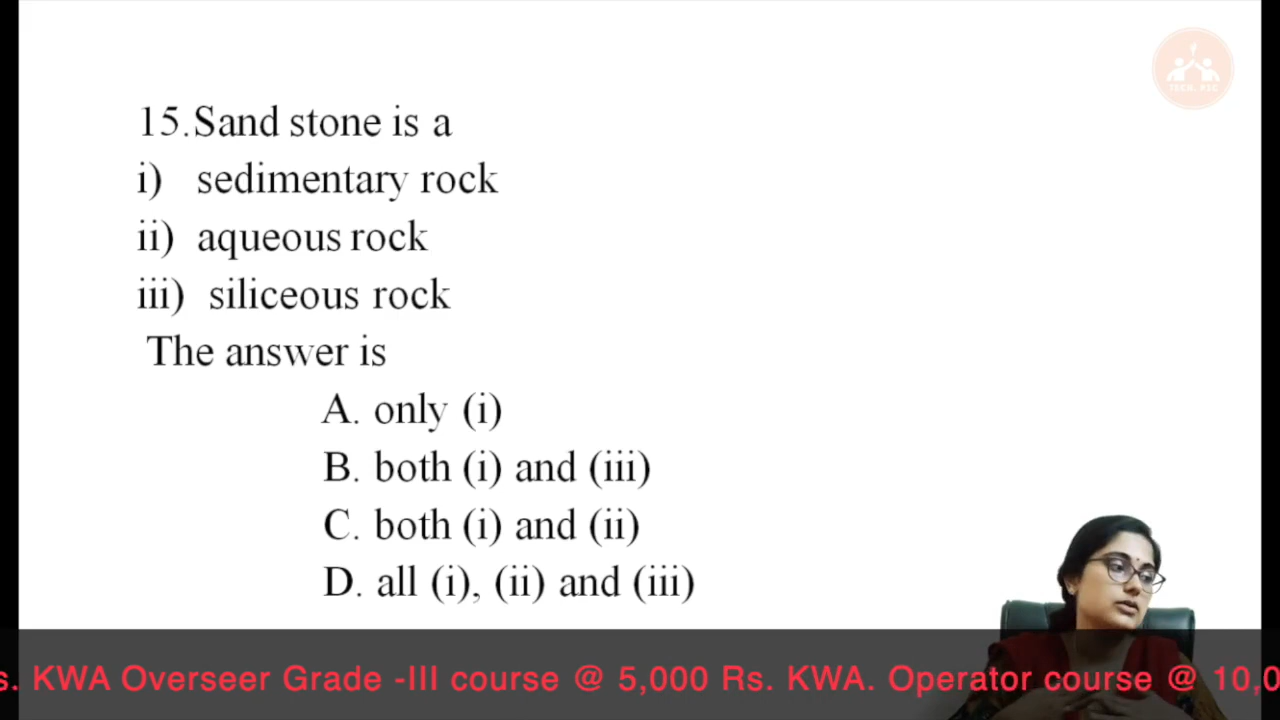 TECH. PSC
15.Sand stone is a
i) sedimentary rock
ii) aqueous rock
iii) siliceous rock
The answer is
A. only (i)
B. both (i) and (iii)
C. both (i) and (ii)
D. all (i), (ii) and (iii)
s. KWA Overseer Grade -III course @ 5,000 Rs. KWA. Operator course @ 10,0